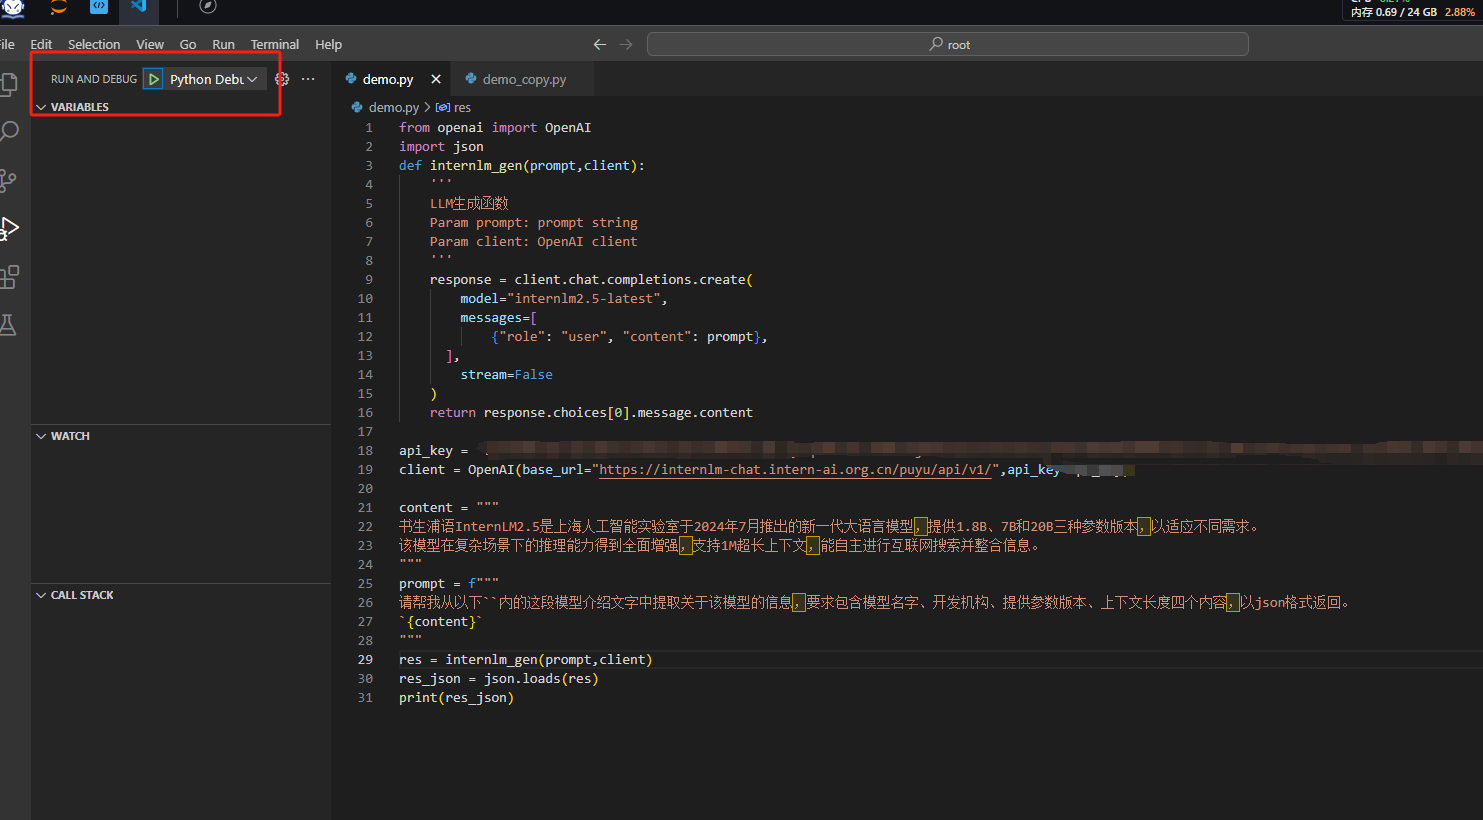 内存 0.69 / 24 GB 2.88%
File Edit Selection View Go Run Terminal Help
root
RUN AND DEBUG Python Debu
demo.py
demo_copy.py
VARIABLES
demo.py > res
1 from openai import OpenAI
2 import json
3 def internlm_gen(prompt,client):
4 '''
5 LLM生成函数
6 Param prompt: prompt string
7 Param client: OpenAI client
8 '''
9 response = client.chat.completions.create(
10 model="internlm2.5-latest",
11 messages=[
12 {"role": "user", "content": prompt},
13 ],
14 stream=False
15 )
16 return response.choices[0].message.content
17
18 api_key =
19 client = OpenAI(base_url="https://internlm-chat.intern-ai.org.cn/puyu/api/v1/",api_key
20
21 content = """
22 书生浦语InternLM2.5是上海人工智能实验室于2024年7月推出的新一代大语言模型，提供1.8B、7B和20B三种参数版本，以适应不同需求。
23 该模型在复杂场景下的推理能力得到全面增强，支持1M超长上下文，能自主进行互联网搜索并整合信息。
24 """
25 prompt = f"""
26 请帮我从以下``内的这段模型介绍文字中提取关于该模型的信息，要求包含模型名字、开发机构、提供参数版本、上下文长度四个内容，以json格式返回。
27 `{content}`
28 """
29 res = internlm_gen(prompt,client)
30 res_json = json.loads(res)
31 print(res_json)
WATCH
CALL STACK